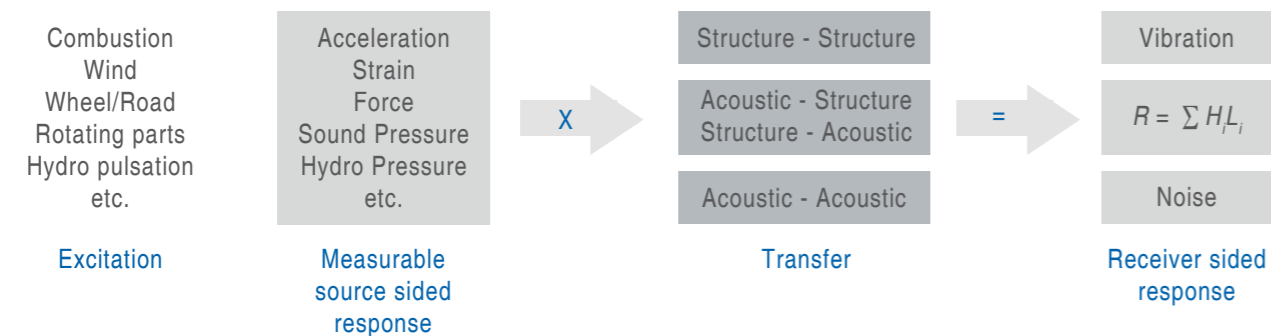 Combustion
Wind
Wheel/Road
Rotating parts
Hydro pulsation
etc.
Excitation
Acceleration
Strain
Force
Sound Pressure
Hydro Pressure
etc.
Measurable
source sided
response
X
Structure - Structure
Acoustic - Structure
Structure - Acoustic
Acoustic - Acoustic
Transfer
=
Vibration
R = ∑ HᵢLᵢ
Noise
Receiver sided
response